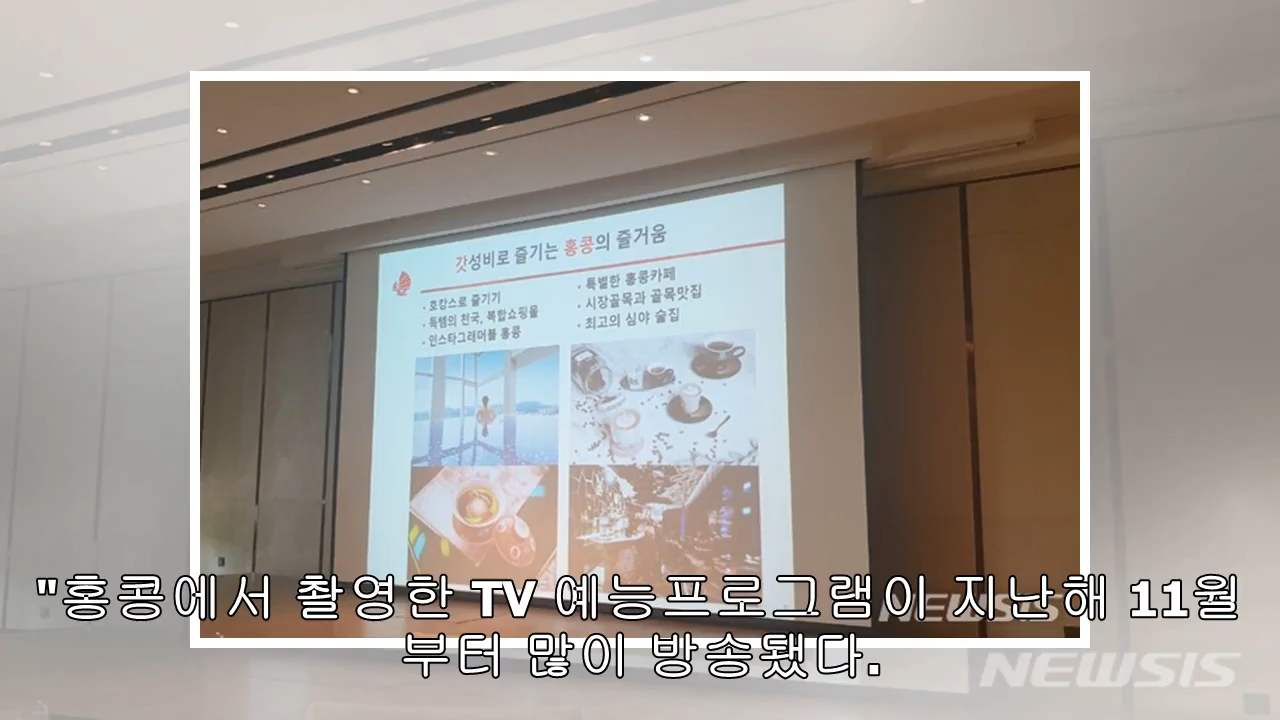 갓성비로 즐기는 홍콩의 즐거움
· 호캉스로 즐기기
· 득템의 천국, 복합쇼핑몰
· 인스타그래머블 홍콩
· 특별한 홍콩카페
· 시장골목과 골목맛집
· 최고의 심야 술집
"홍콩에서 촬영한 TV 예능프로그램이 지난해 11월
부터 많이 방송됐다.
NEWSIS
NEWSIS